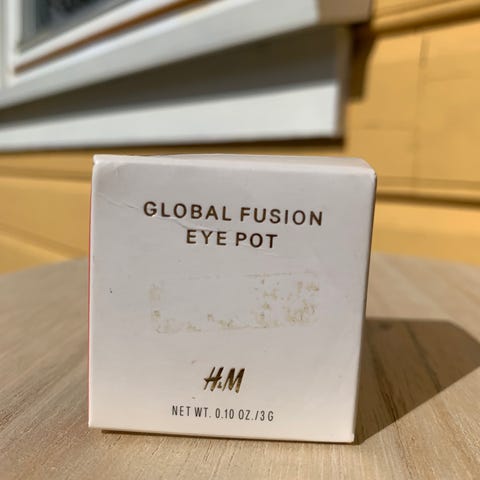 GLOBAL FUSION
EYE POT
H&M
NET WT. 0.10 OZ./3 G